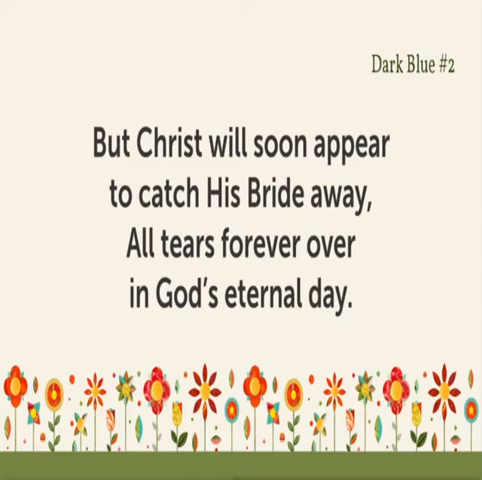 Dark Blue #2
But Christ will soon appear
to catch His Bride away,
All tears forever over
in God's eternal day.